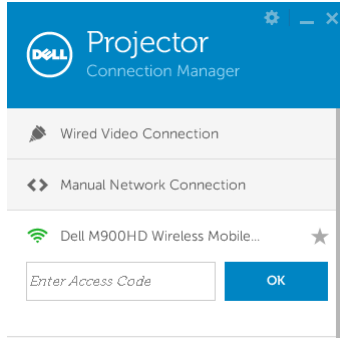 DELL
Projector
Connection Manager
Wired Video Connection
Manual Network Connection
Dell M900HD Wireless Mobile...
Enter Access Code
OK